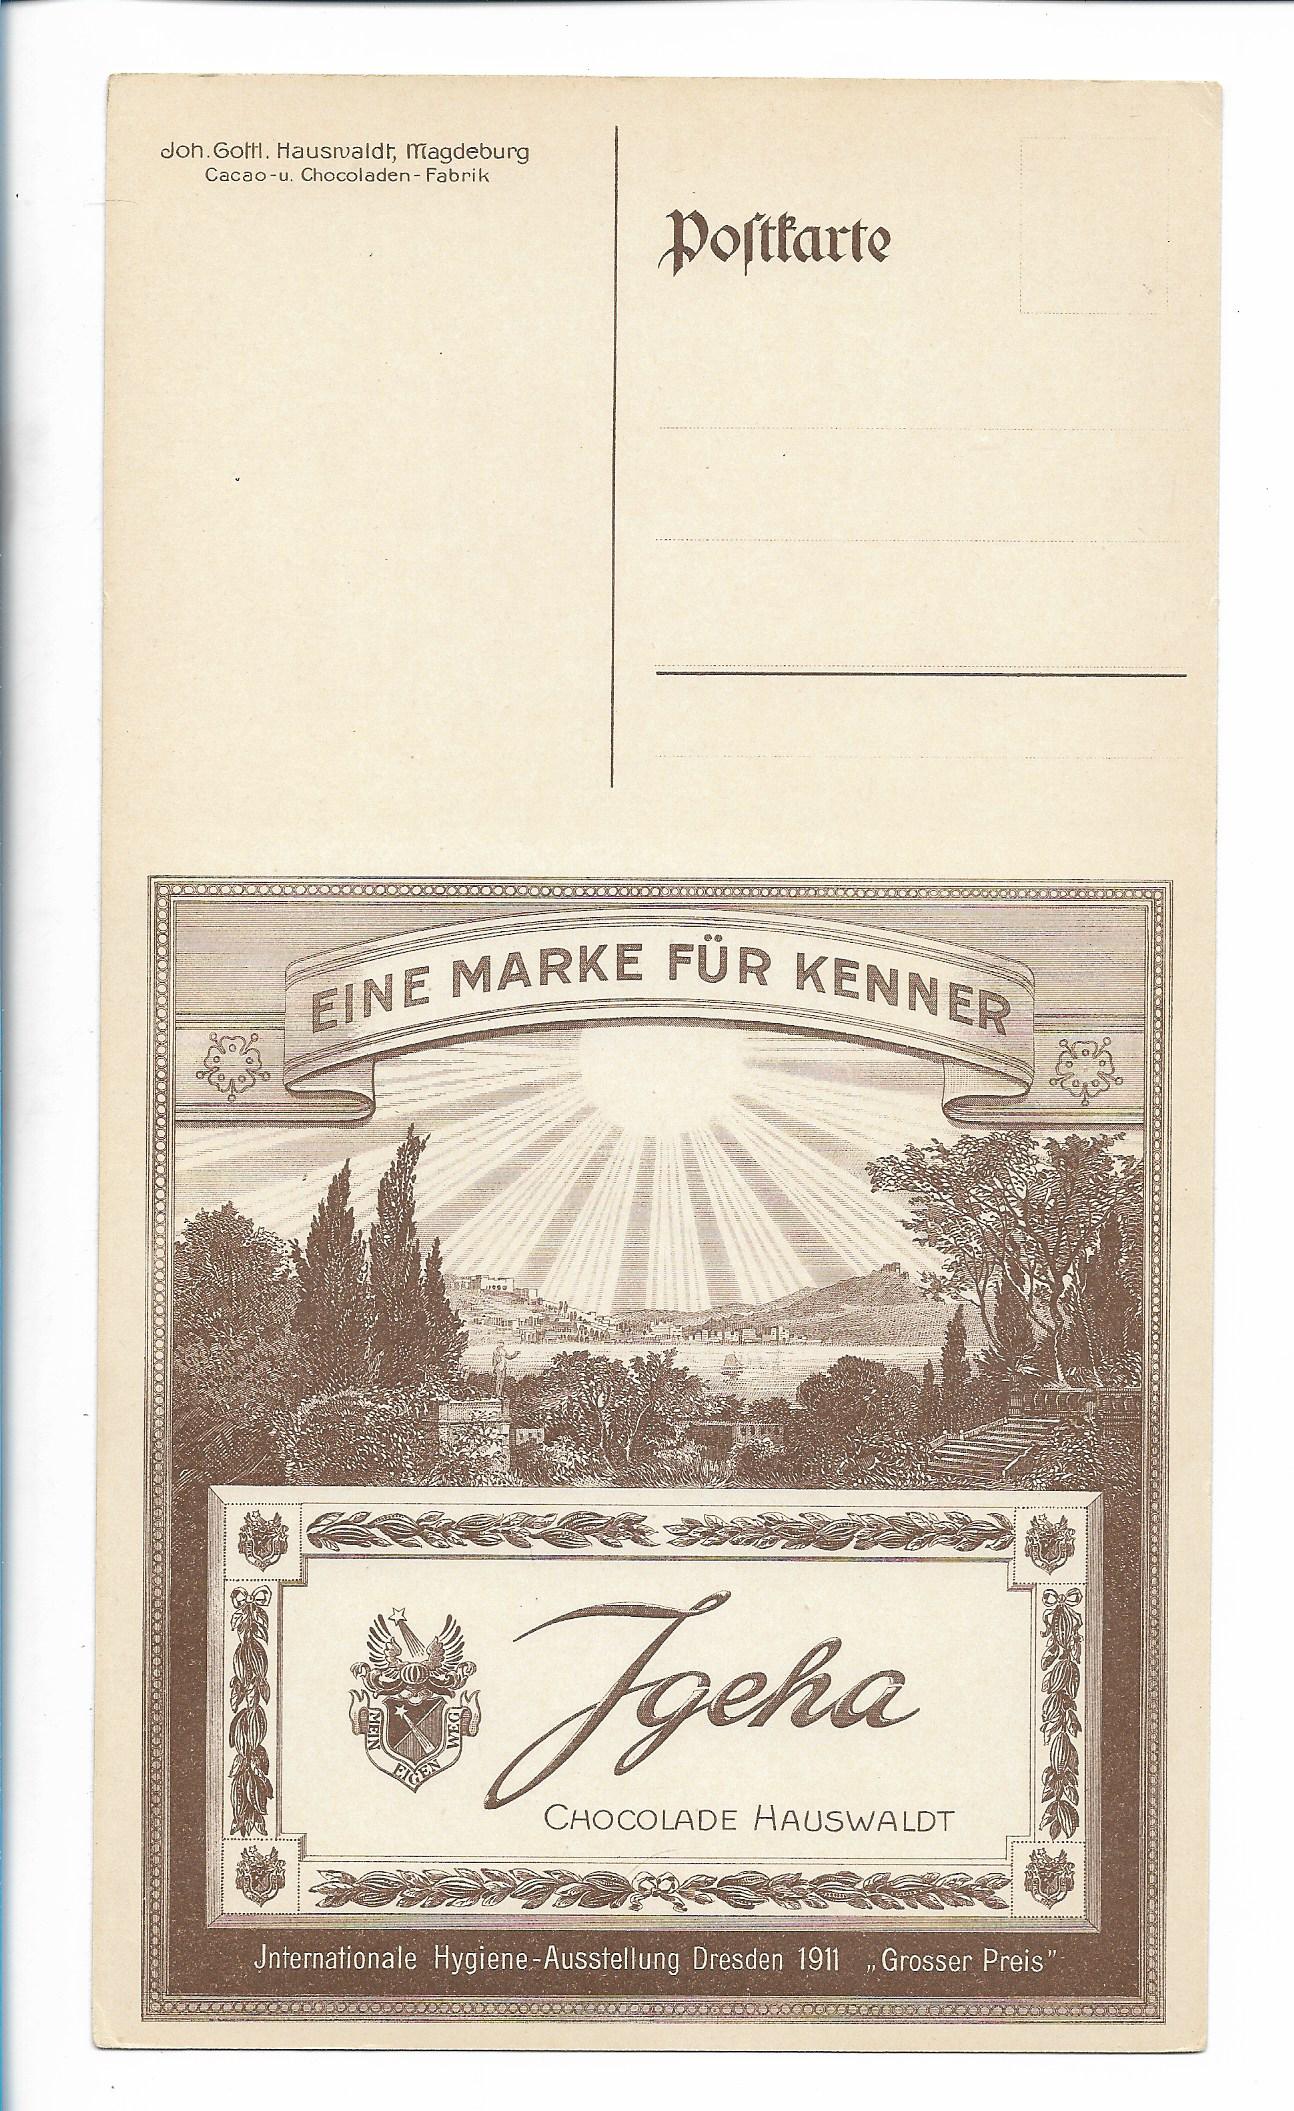 Joh. Gottl. Hauswaldt, Magdeburg
Cacao-u. Chocoladen-Fabrik
Poſtkarte
EINE MARKE FÜR KENNER
MEIN EIGEN WEG
Igeha
CHOCOLADE HAUSWALDT
Jnternationale Hygiene-Ausstellung Dresden 1911 „Grosser Preis"